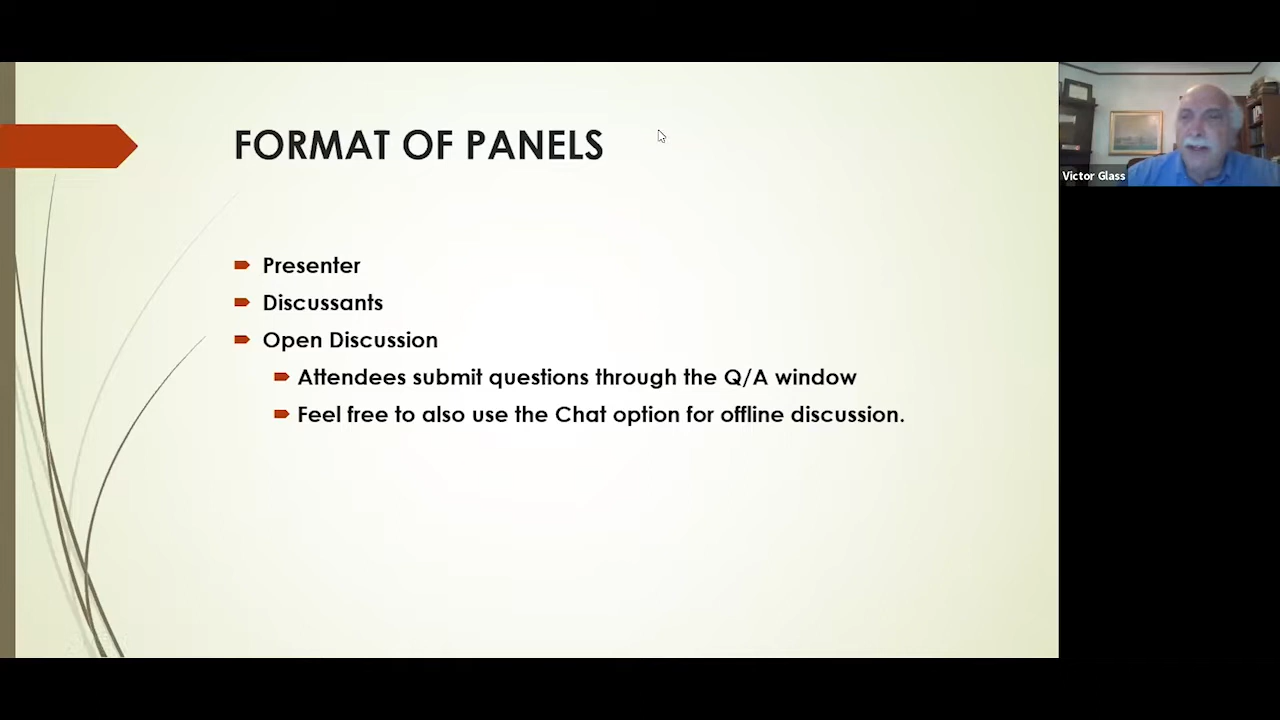 FORMAT OF PANELS
Presenter
Discussants
Open Discussion
Attendees submit questions through the Q/A window
Feel free to also use the Chat option for offline discussion.
Victor Glass